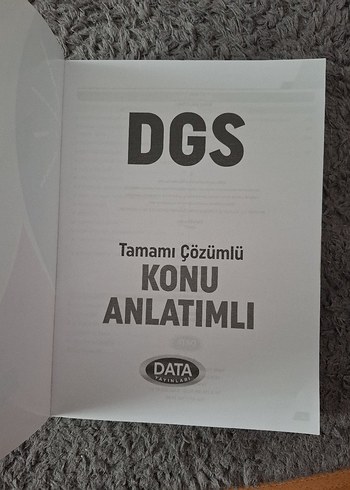 DGS
Tamamı Çözümlü
KONU
ANLATIMLI
DATA
YAYINLARI